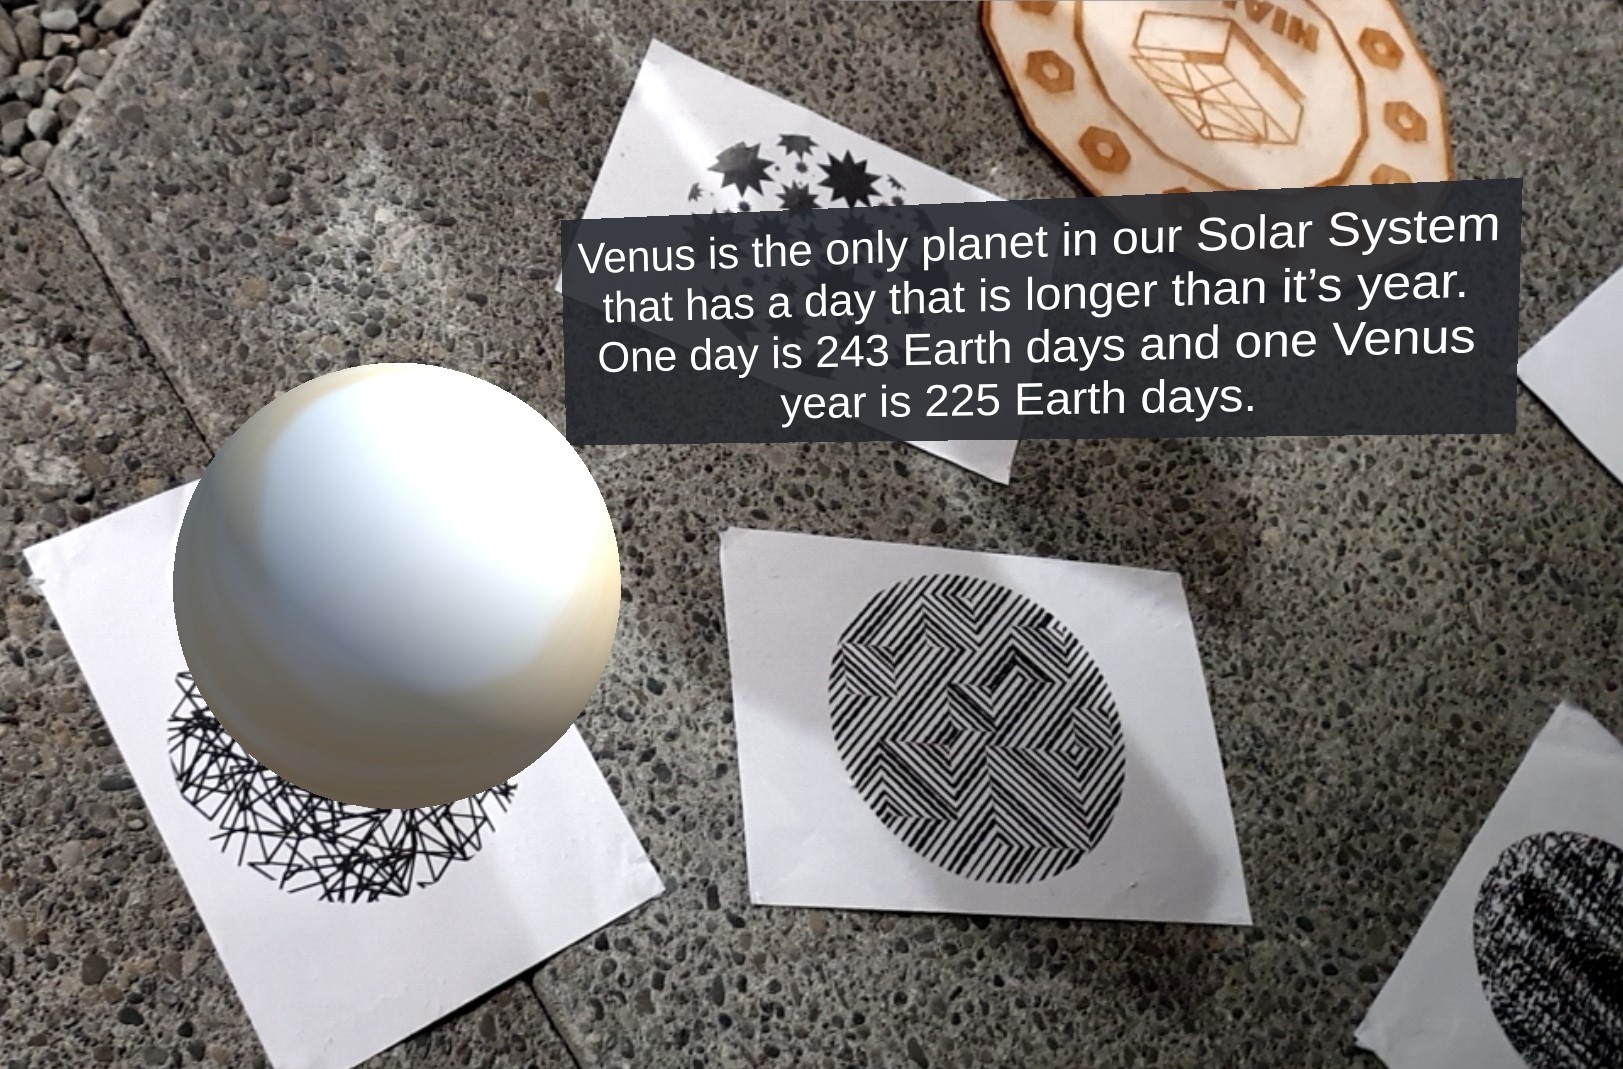 Venus is the only planet in our Solar System
that has a day that is longer than it’s year.
One day is 243 Earth days and one Venus
year is 225 Earth days.